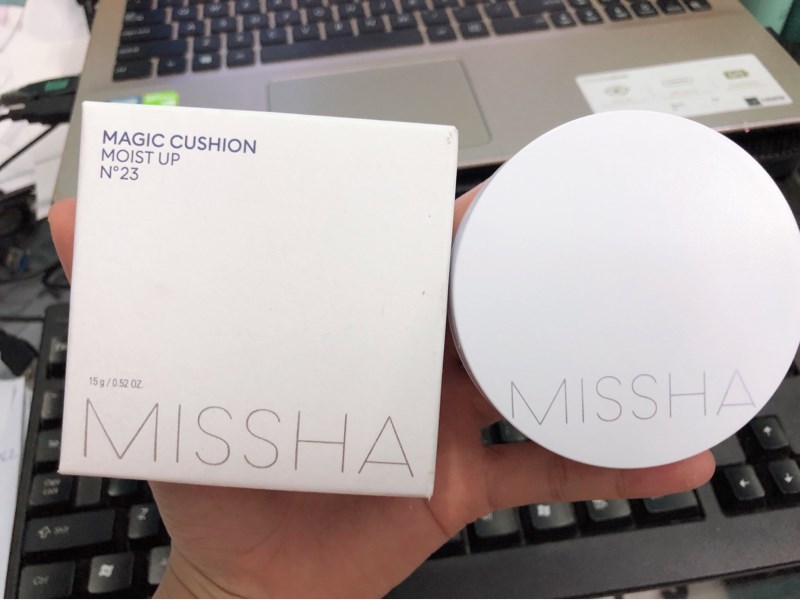 MAGIC CUSHION
MOIST UP
N°23
15 g / 0.52 OZ.
MISSHA
MISSHA